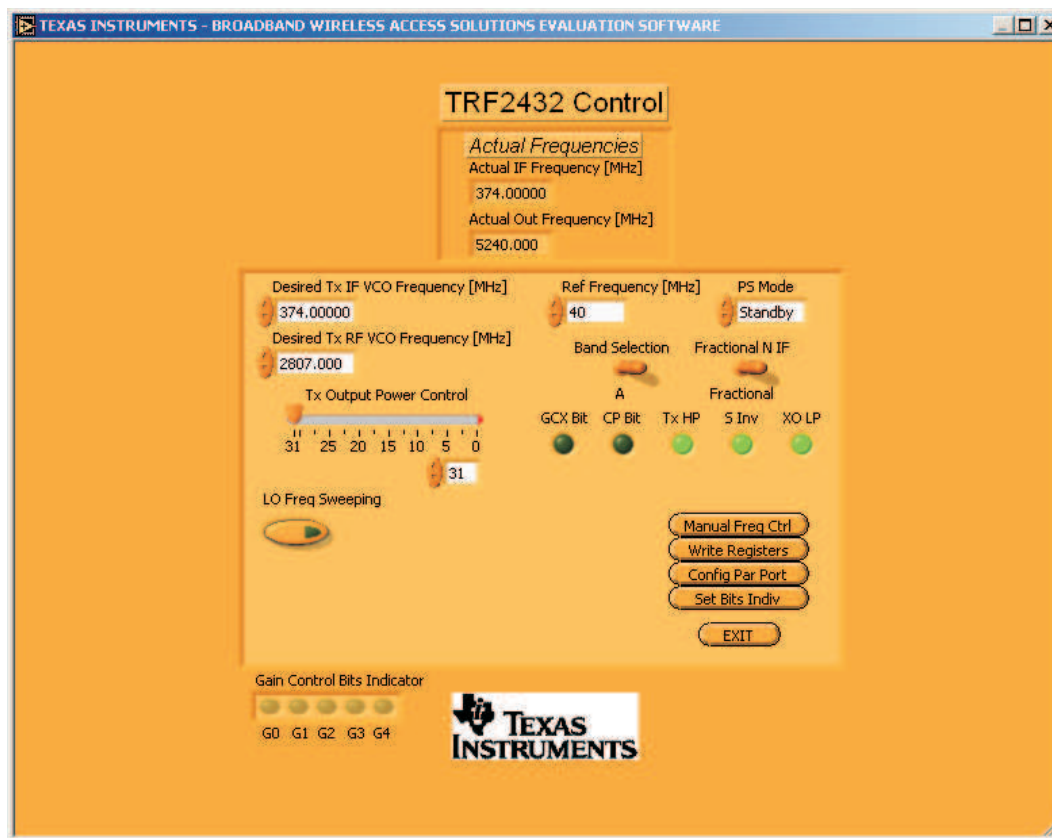 TEXAS INSTRUMENTS - BROADBAND WIRELESS ACCESS SOLUTIONS EVALUATION SOFTWARE
TRF2432 Control
Actual Frequencies
Actual IF Frequency [MHz]
374.00000
Actual Out Frequency [MHz]
5240.000
Desired Tx IF VCO Frequency [MHz]
374.00000
Desired Tx RF VCO Frequency [MHz]
2807.000
Ref Frequency [MHz]
40
PS Mode
Standby
Band Selection
A
Fractional N IF
Fractional
Tx Output Power Control
31 25 20 15 10 5 0
31
GCX Bit CP Bit Tx HP S Inv XO LP
LO Freq Sweeping
Manual Freq Ctrl
Write Registers
Config Par Port
Set Bits Indiv
EXIT
Gain Control Bits Indicator
G0 G1 G2 G3 G4
TEXAS
INSTRUMENTS